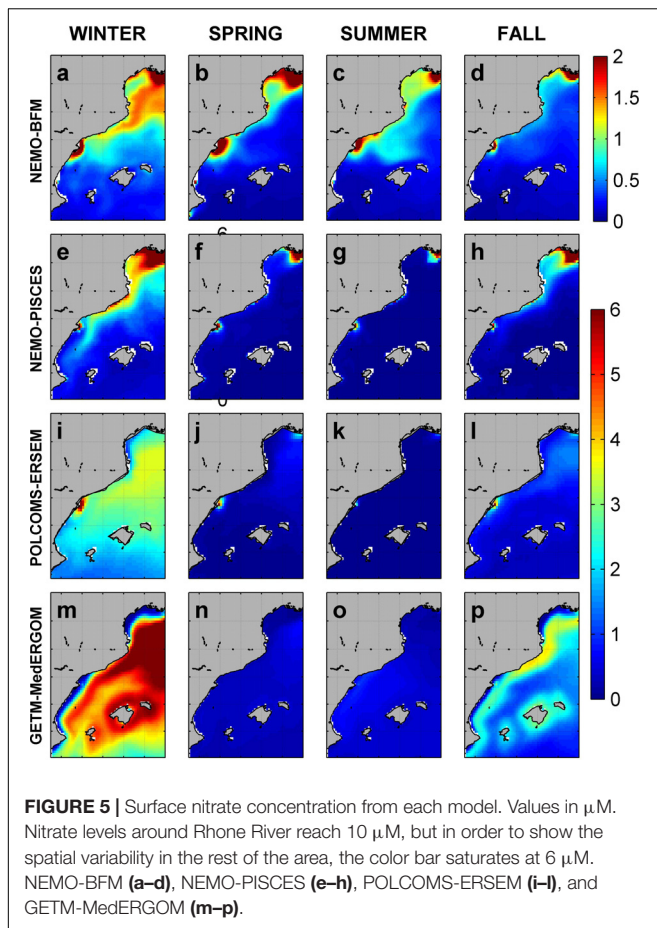 WINTER SPRING SUMMER FALL
NEMO-BFM
a b c d
2
1.5
1
0.5
0
6
NEMO-PISCES
e f g h
0
6
5
4
3
2
1
0
POLCOMS-ERSEM
i j k l
GETM-MedERGOM
m n o p
FIGURE 5 | Surface nitrate concentration from each model. Values in μM.
Nitrate levels around Rhone River reach 10 μM, but in order to show the
spatial variability in the rest of the area, the color bar saturates at 6 μM.
NEMO-BFM (a–d), NEMO-PISCES (e–h), POLCOMS-ERSEM (i–l), and
GETM-MedERGOM (m–p).